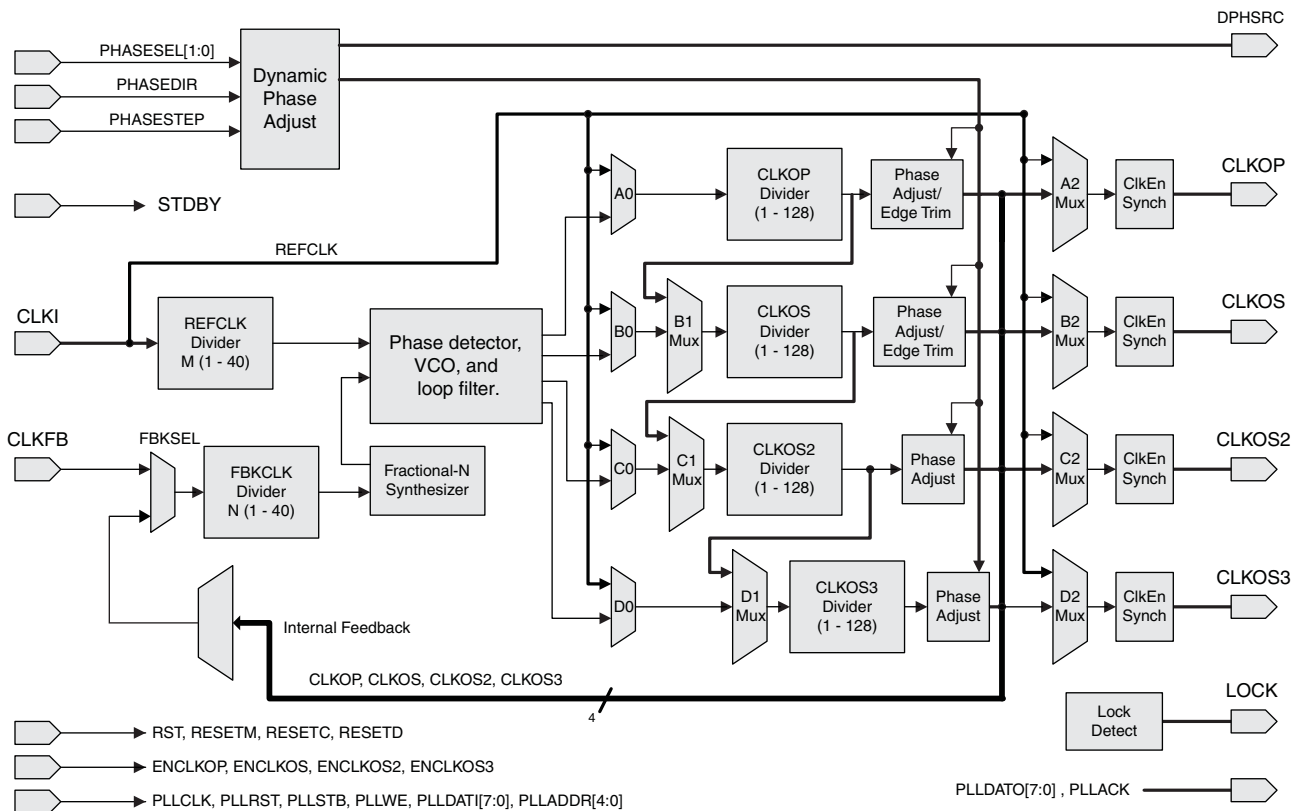 DPHSRC
PHASESEL[1:0]
PHASEDIR
PHASESTEP
Dynamic
Phase
Adjust
STDBY
REFCLK
CLKI
REFCLK
Divider
M (1 - 40)
Phase detector,
VCO, and
loop filter.
CLKFB
FBKSEL
FBKCLK
Divider
N (1 - 40)
Fractional-N
Synthesizer
A0
CLKOP
Divider
(1 - 128)
Phase
Adjust/
Edge Trim
A2
Mux
ClkEn
Synch
CLKOP
B0
B1
Mux
CLKOS
Divider
(1 - 128)
Phase
Adjust/
Edge Trim
B2
Mux
ClkEn
Synch
CLKOS
C0
C1
Mux
CLKOS2
Divider
(1 - 128)
Phase
Adjust
C2
Mux
ClkEn
Synch
CLKOS2
D0
D1
Mux
CLKOS3
Divider
(1 - 128)
Phase
Adjust
D2
Mux
ClkEn
Synch
CLKOS3
Internal Feedback
CLKOP, CLKOS, CLKOS2, CLKOS3
4
Lock
Detect
LOCK
RST, RESETM, RESETC, RESETD
ENCLKOP, ENCLKOS, ENCLKOS2, ENCLKOS3
PLLCLK, PLLRST, PLLSTB, PLLWE, PLLDATI[7:0], PLLADDR[4:0]
PLLDATO[7:0] , PLLACK